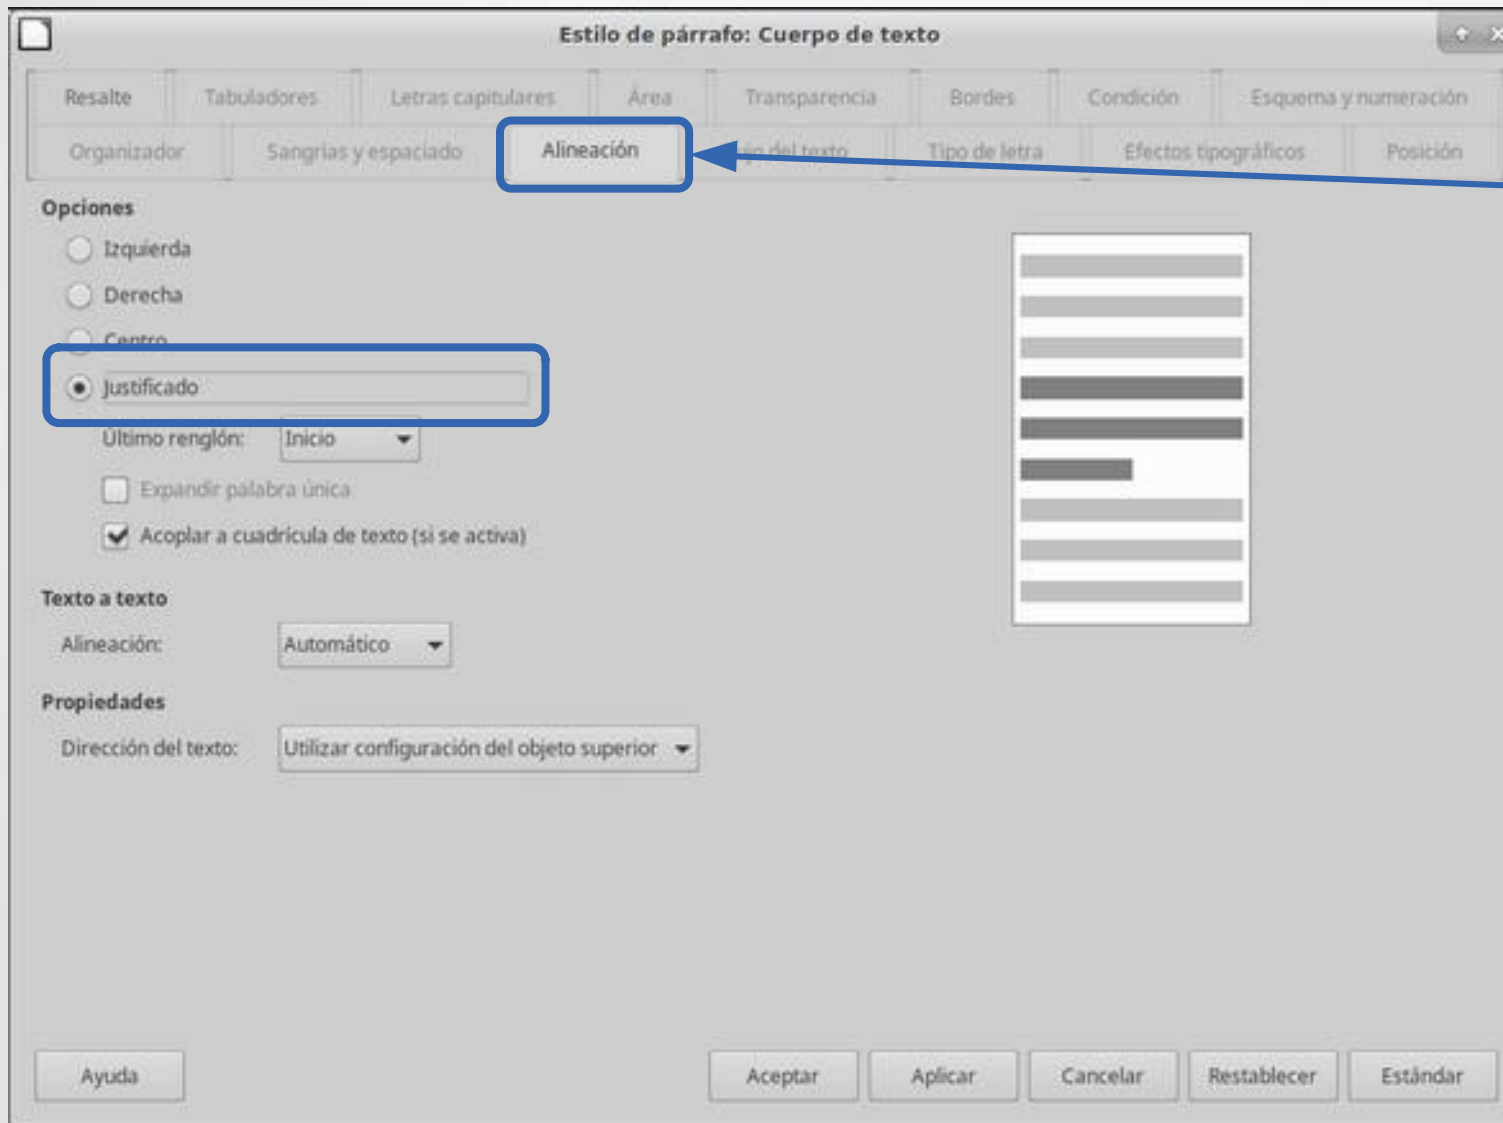 Estilo de párrafo: Cuerpo de texto
Resalte Tabuladores Letras capitulares Área Transparencia Bordes Condición Esquema y numeración
Organizador Sangrías y espaciado Alineación del texto Tipo de letra Efectos tipográficos Posición
Opciones
Izquierda
Derecha
Centro
Justificado
Último renglón: Inicio
Expandir palabra única
Acoplar a cuadrícula de texto (si se activa)
Texto a texto
Alineación: Automático
Propiedades
Dirección del texto: Utilizar configuración del objeto superior
Ayuda Aceptar Aplicar Cancelar Restablecer Estándar